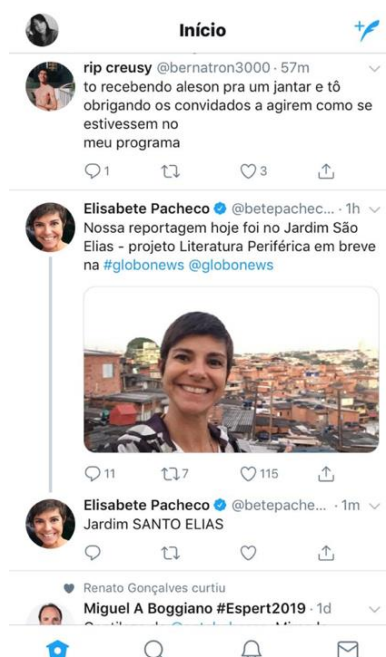 Início
rip creusy @bernatron3000 · 57m
to recebendo aleson pra um jantar e tô
obrigando os convidados a agirem como se
estivessem no
meu programa
1 3
Elisabete Pacheco @betepachec... · 1h
Nossa reportagem hoje foi no Jardim São
Elias - projeto Literatura Periférica em breve
na #globonews @globonews
11 7 115
Elisabete Pacheco @betepache... · 1m
Jardim SANTO ELIAS
Renato Gonçalves curtiu
Miguel A Boggiano #Espert2019 · 1d